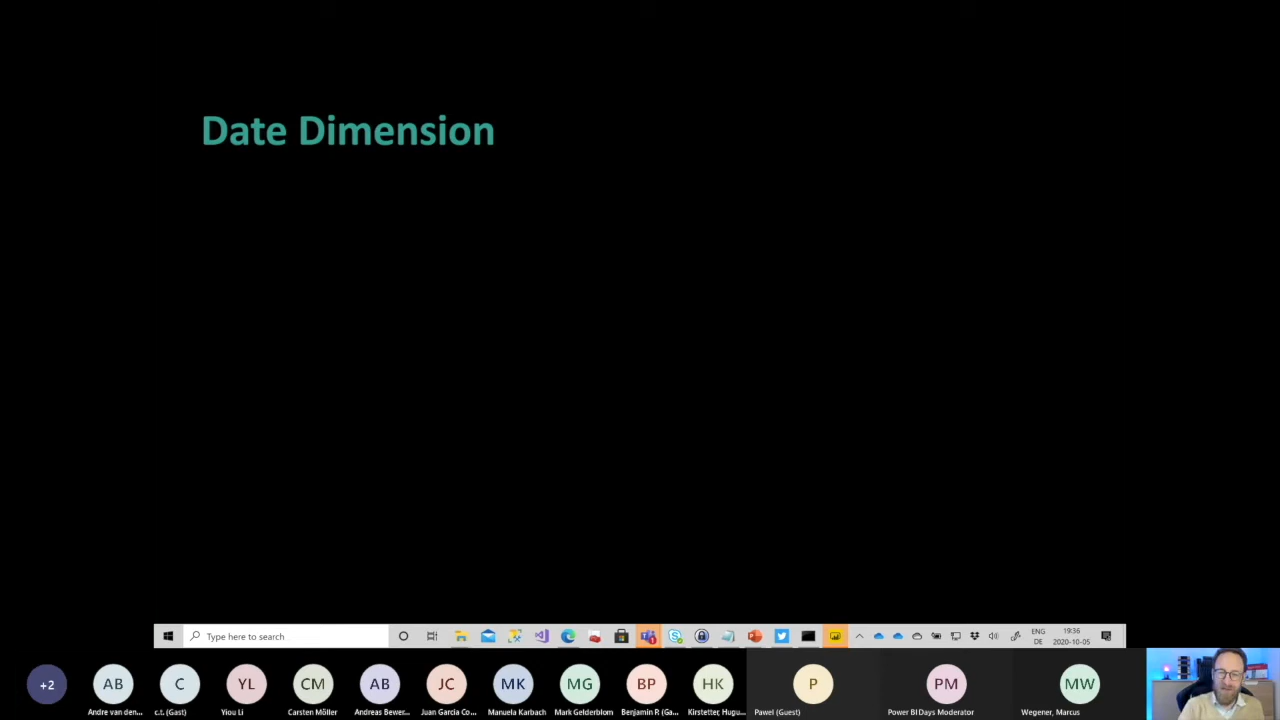 Date Dimension
Type here to search
ENG
DE
19:36
2020-10-05
+2
AB
C
YL
CM
AB
JC
MK
MG
BP
HK
P
PM
MW
Andre van den...
c.t. (Gast)
Yiou Li
Carsten Möller
Andreas Bewer...
Juan Garcia Co...
Manuela Karbach
Mark Gelderblom
Benjamin R (Ga...
Kirstetter, Hugu...
Pawel (Guest)
Power BI Days Moderator
Wegener, Marcus